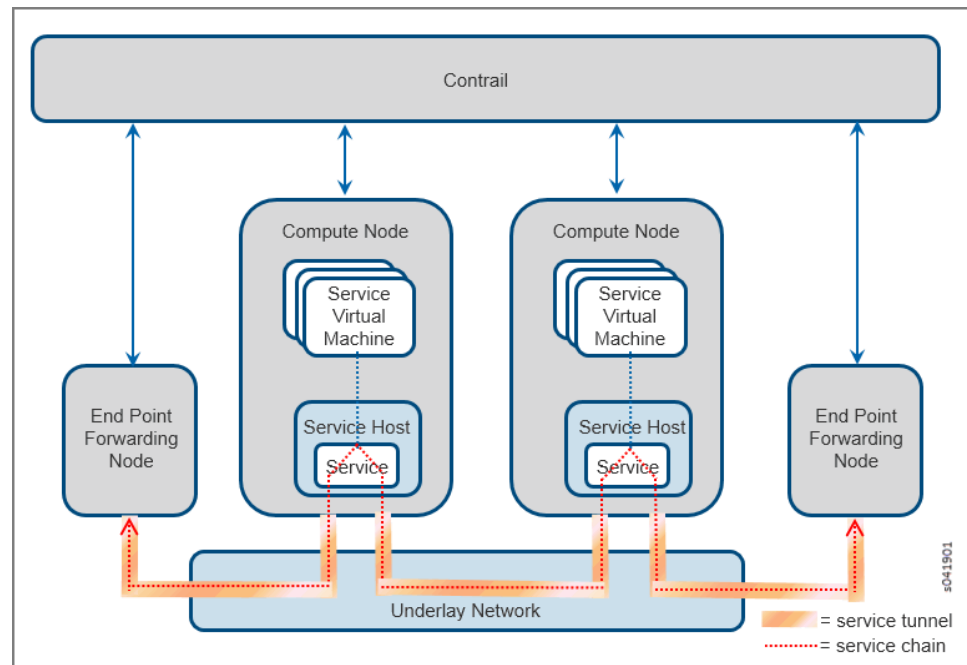 Contrail
Compute Node
Service
Virtual
Machine
Service Host
Service
Compute Node
Service
Virtual
Machine
Service Host
Service
End Point
Forwarding
Node
End Point
Forwarding
Node
Underlay Network
s041901
= service tunnel
= service chain